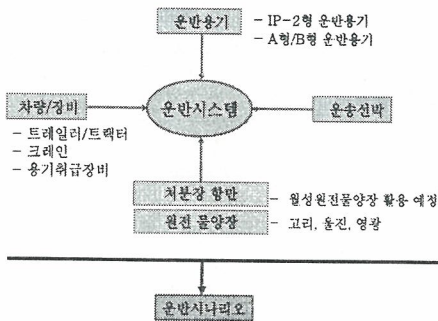 운반용기
- IP-2형 운반용기
- A형/B형 운반용기
차량/장비
운반시스템
운송선박
- 트레일러/트랙터
- 크레인
- 용기취급장비
처분장 항만
- 월성원전물양장 활용 예정
원전 물양장
- 고리, 울진, 영광
운반시나리오